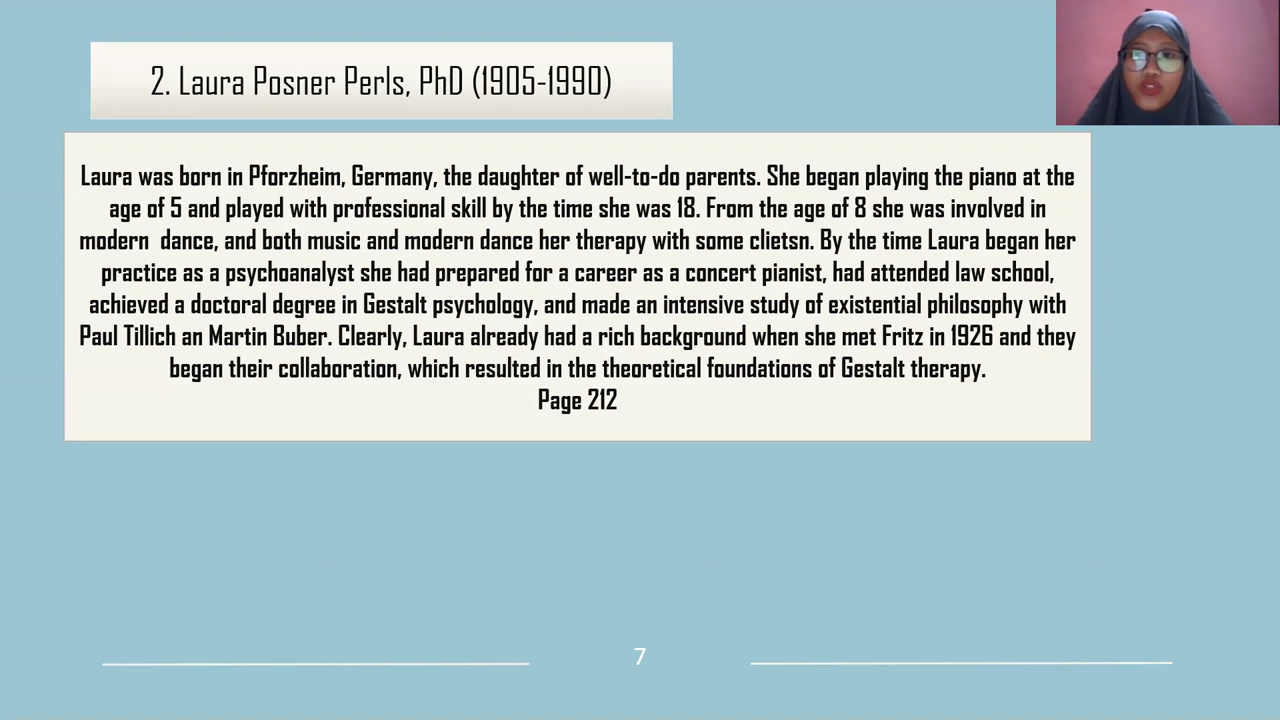 2. Laura Posner Perls, PhD (1905-1990)
Laura was born in Pforzheim, Germany, the daughter of well-to-do parents. She began playing the piano at the
age of 5 and played with professional skill by the time she was 18. From the age of 8 she was involved in
modern  dance, and both music and modern dance her therapy with some clietsn. By the time Laura began her
practice as a psychoanalyst she had prepared for a career as a concert pianist, had attended law school,
achieved a doctoral degree in Gestalt psychology, and made an intensive study of existential philosophy with
Paul Tillich an Martin Buber. Clearly, Laura already had a rich background when she met Fritz in 1926 and they
began their collaboration, which resulted in the theoretical foundations of Gestalt therapy.
Page 212
7